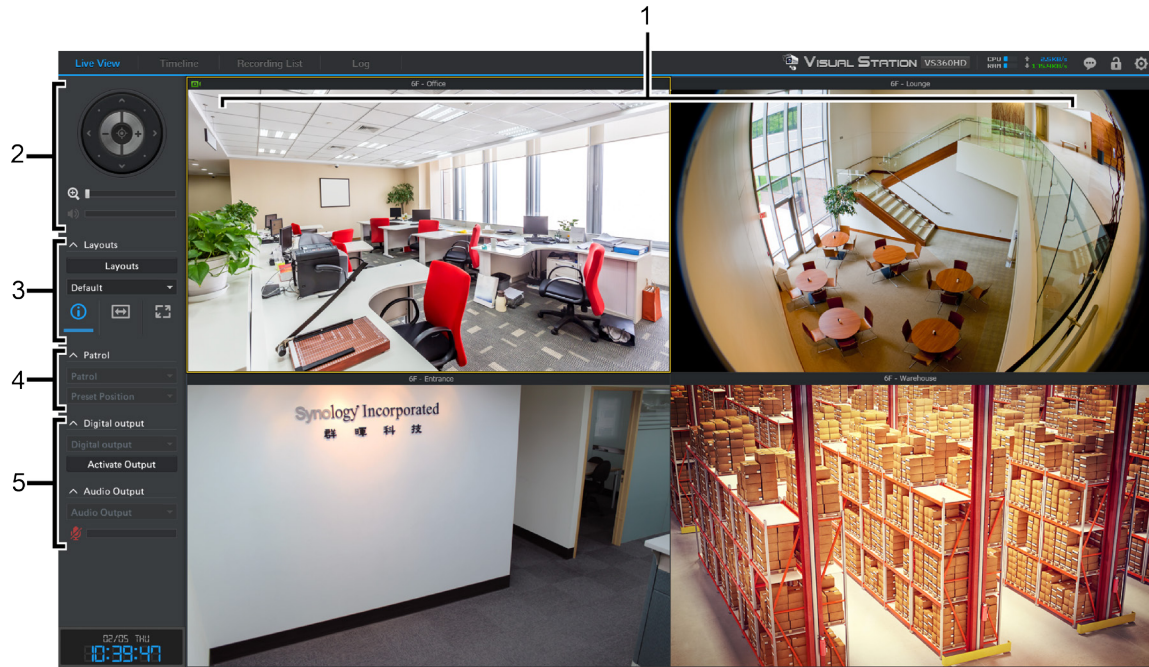 1
Live View Timeline Recording List Log VISUAL STATION VS360HD CPU RAM
6F - Office 6F - Lounge
2
Layouts
Layouts
3
Default
Patrol
4
Patrol
Preset Position
6F - Entrance 6F - Warehouse
Synology Incorporated
群暉科技
Digital output
Digital output
Activate Output
5
Audio Output
Audio Output
02/05 THU
10:39:47